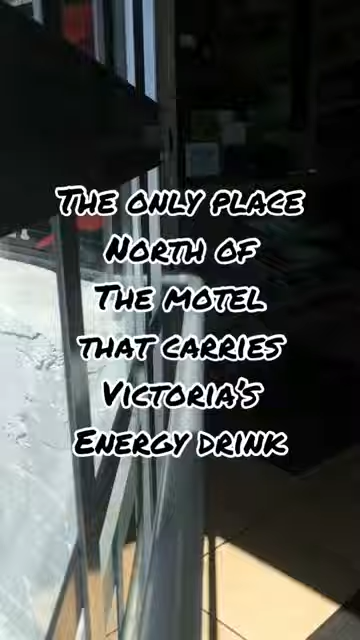 The only place
North of
The motel
that carries
Victoria's
Energy drink